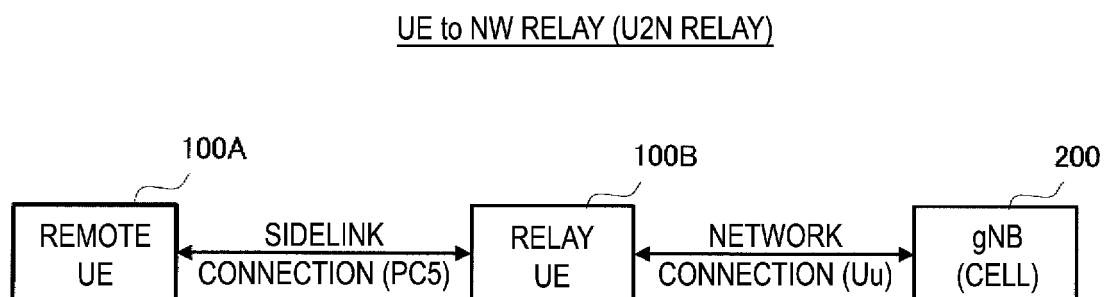 UE to NW RELAY (U2N RELAY)
100A
100B
200
REMOTE
UE
SIDELINK
CONNECTION (PC5)
RELAY
UE
NETWORK
CONNECTION (Uu)
gNB
(CELL)